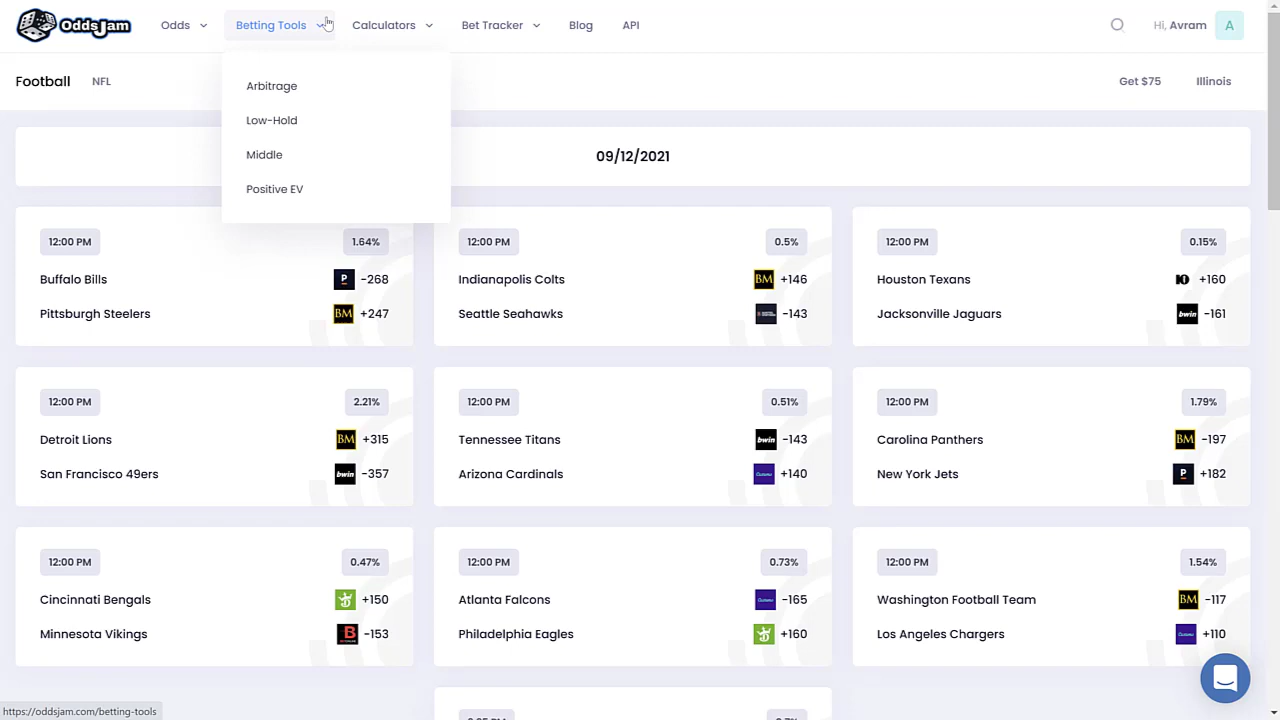 OddsJam
Odds
Betting Tools
Calculators
Bet Tracker
Blog
API
Hi, Avram
A
Football
NFL
Get $75
Illinois
Arbitrage
Low-Hold
Middle
Positive EV
09/12/2021
12:00 PM
1.64%
Buffalo Bills
P
-268
Pittsburgh Steelers
BM
+247
12:00 PM
0.5%
Indianapolis Colts
BM
+146
Seattle Seahawks
-143
12:00 PM
0.15%
Houston Texans
+160
Jacksonville Jaguars
bwin
-161
12:00 PM
2.21%
Detroit Lions
BM
+315
San Francisco 49ers
bwin
-357
12:00 PM
0.51%
Tennessee Titans
bwin
-143
Arizona Cardinals
+140
12:00 PM
1.79%
Carolina Panthers
BM
-197
New York Jets
P
+182
12:00 PM
0.47%
Cincinnati Bengals
+150
Minnesota Vikings
B
-153
12:00 PM
0.73%
Atlanta Falcons
-165
Philadelphia Eagles
+160
12:00 PM
1.54%
Washington Football Team
BM
-117
Los Angeles Chargers
+110
https://oddsjam.com/betting-tools